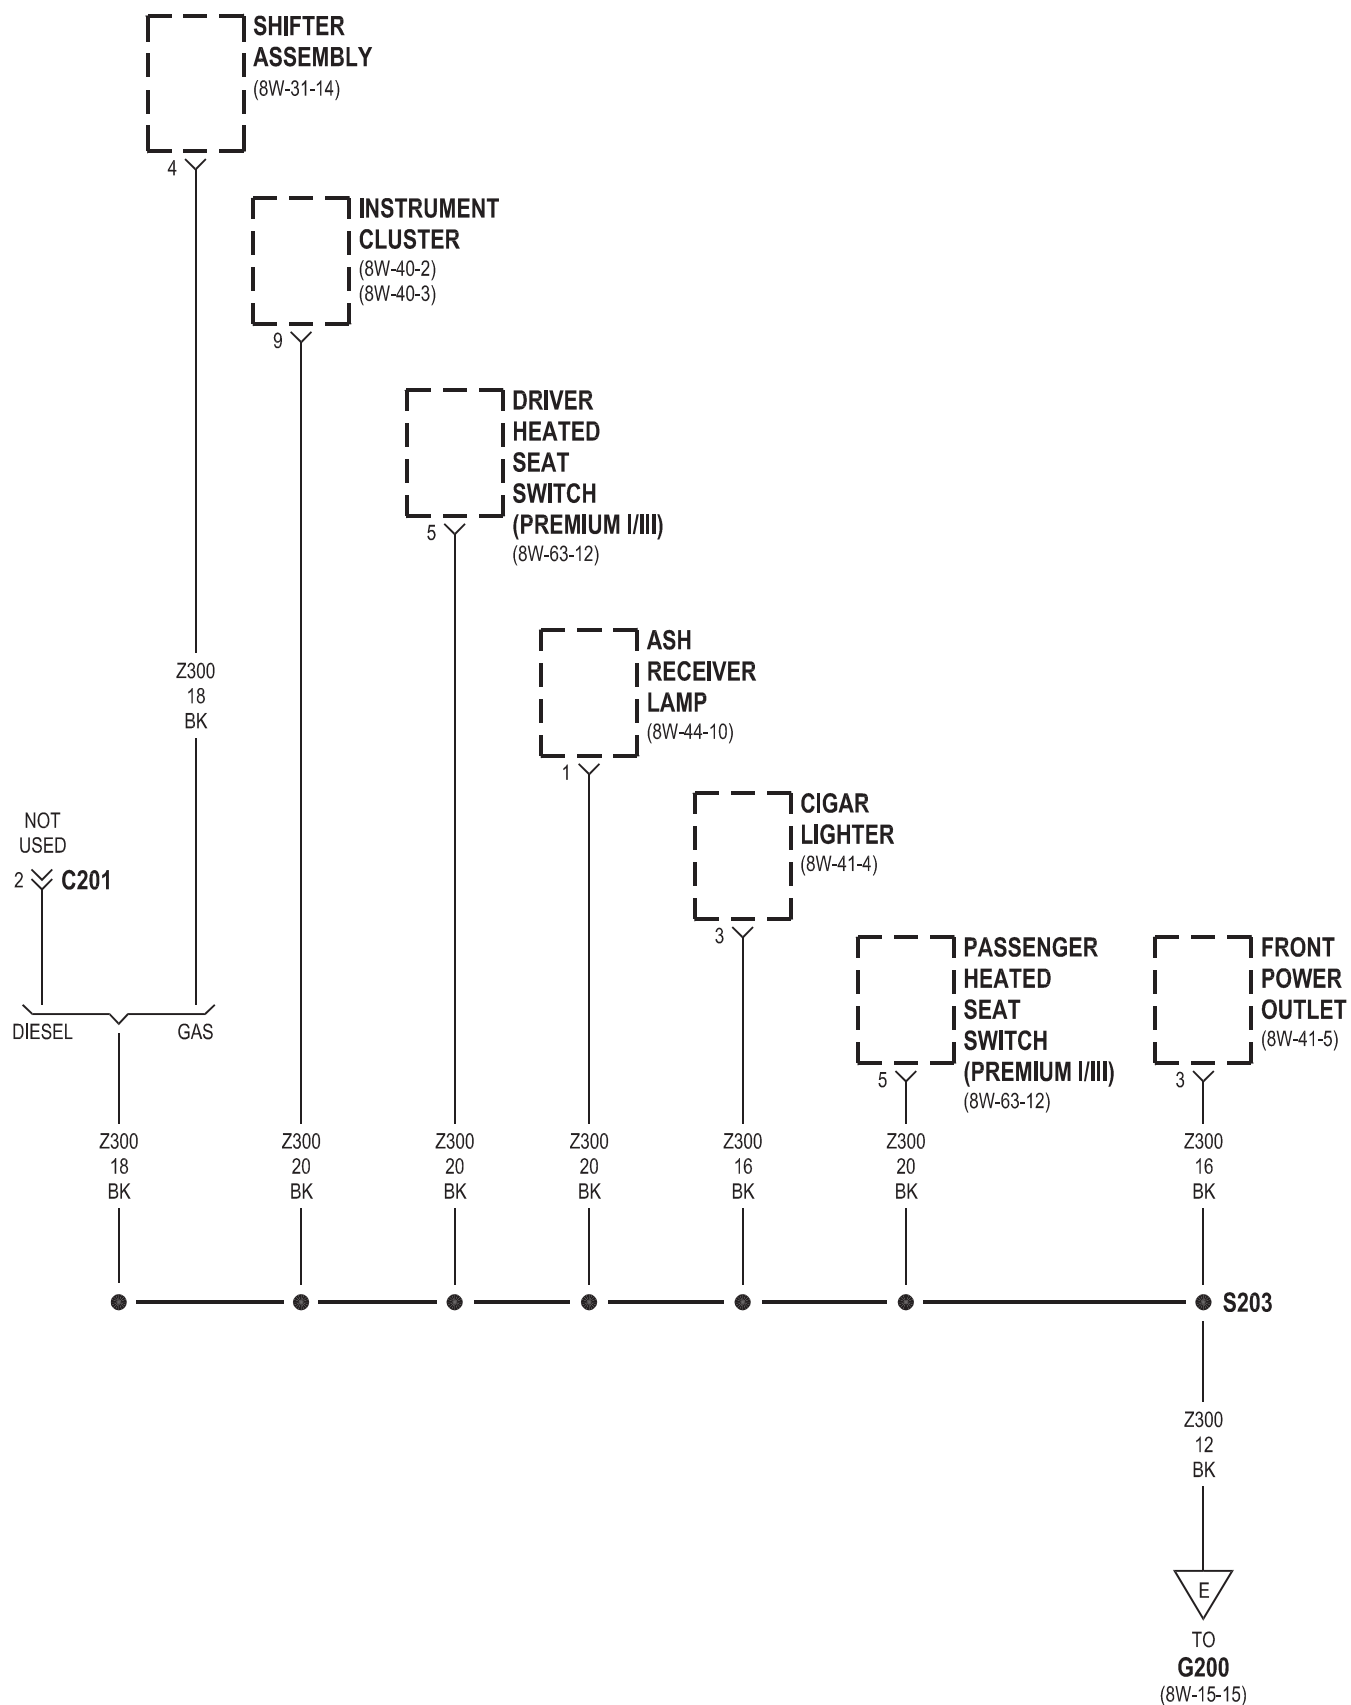 SHIFTER
ASSEMBLY
(8W-31-14)
4
INSTRUMENT
CLUSTER
(8W-40-2)
(8W-40-3)
9
DRIVER
HEATED
SEAT
SWITCH
(PREMIUM I/III)
(8W-63-12)
5
ASH
RECEIVER
LAMP
(8W-44-10)
1
Z300
18
BK
CIGAR
LIGHTER
(8W-41-4)
3
NOT
USED
2 C201
PASSENGER
HEATED
SEAT
SWITCH
(PREMIUM I/III)
(8W-63-12)
5
FRONT
POWER
OUTLET
(8W-41-5)
3
DIESEL GAS
Z300 Z300 Z300 Z300 Z300 Z300 Z300
18 20 20 20 16 20 16
BK BK BK BK BK BK BK
S203
Z300
12
BK
E
TO
G200
(8W-15-15)